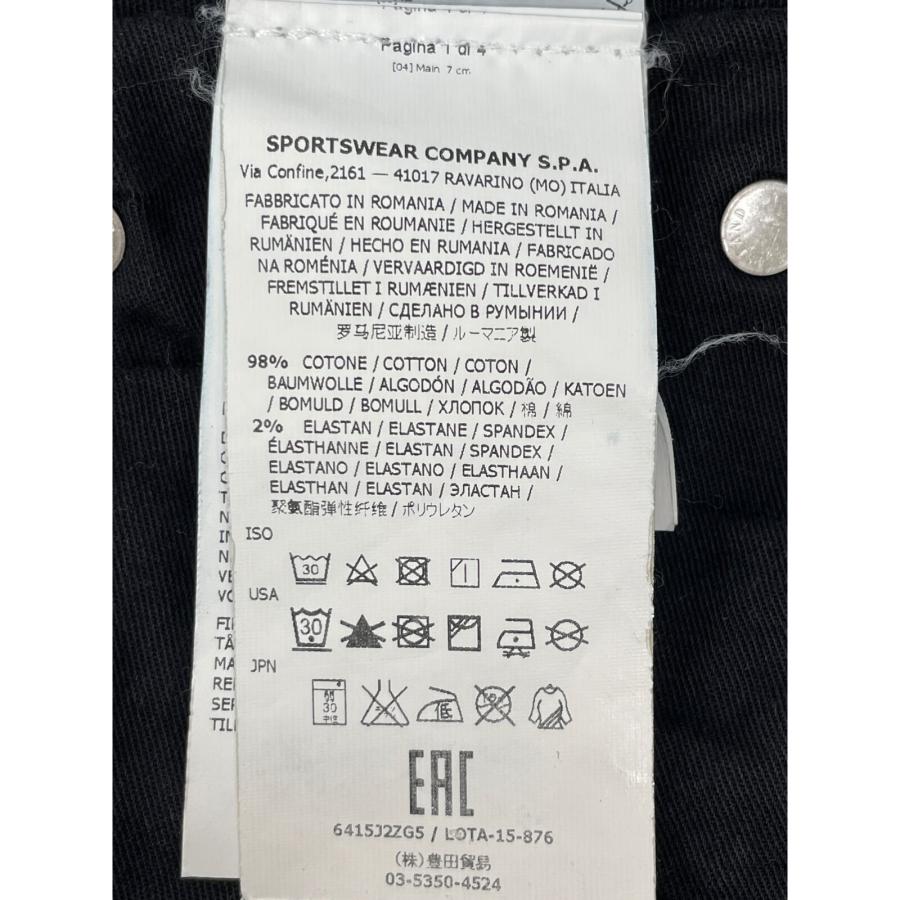 Pagina 1 di 4
[04] Main 7 cm
SPORTSWEAR COMPANY S.P.A.
Via Confine,2161 — 41017 RAVARINO (MO) ITALIA
FABBRICATO IN ROMANIA / MADE IN ROMANIA /
FABRIQUÉ EN ROUMANIE / HERGESTELLT IN
RUMÄNIEN / HECHO EN RUMANIA / FABRICADO
NA ROMÉNIA / VERVAARDIGD IN ROEMENIË /
FREMSTILLET I RUMÆNIEN / TILLVERKAD I
RUMÄNIEN / СДЕЛАНО В РУМЫНИИ /
罗马尼亚制造 / ルーマニア製
98% COTONE / COTTON / COTON /
BAUMWOLLE / ALGODÓN / ALGODÃO / KATOEN
/ BOMULD / BOMULL / ХЛОПОК / 棉 / 綿
2% ELASTAN / ELASTANE / SPANDEX /
ÉLASTHANNE / ELASTAN / SPANDEX /
ELASTANO / ELASTANO / ELASTHAAN /
ELASTHAN / ELASTAN / ЭЛАСТАН /
聚氨酯弹性纤维 / ポリウレタン
ISO
30
USA
30
JPN
30
中性
低
EAC
6415J2ZG5 / LOTA-15-876
(株)豊田貿易
03-5350-4524
AND